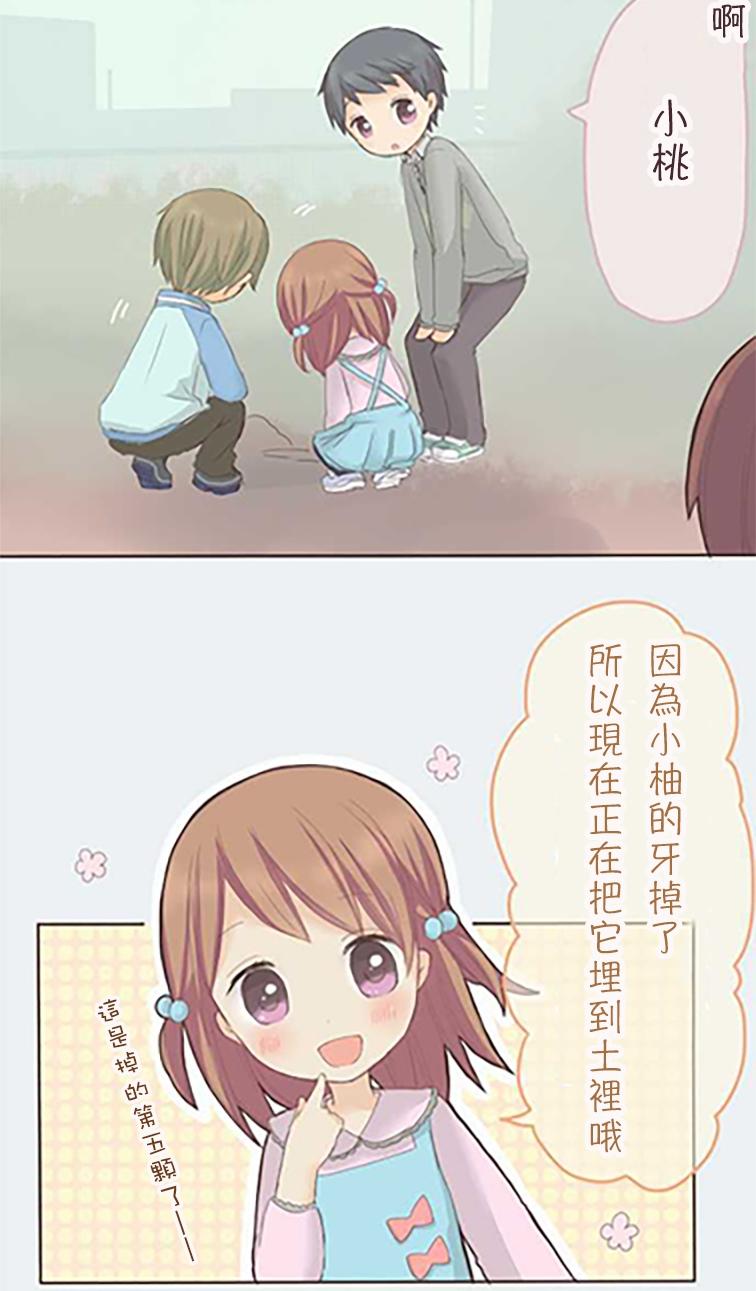 啊
小桃
因為小柚的牙掉了
所以現在正在把它埋到土裡哦
這是掉的第五顆了——